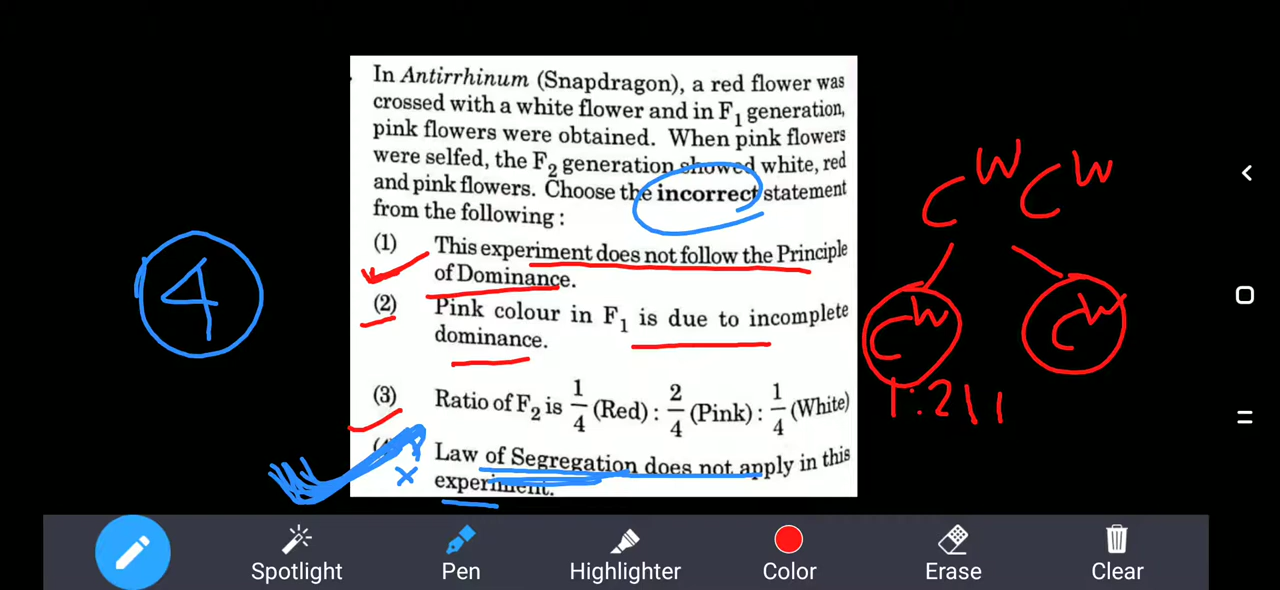 In Antirrhinum (Snapdragon), a red flower was
crossed with a white flower and in F₁ generation,
pink flowers were obtained. When pink flowers
were selfed, the F₂ generation showed white, red
and pink flowers. Choose the incorrect statement
from the following :
(1) This experiment does not follow the Principle
of Dominance.
(2) Pink colour in F₁ is due to incomplete
dominance.
(3) Ratio of F₂ is 1/4 (Red) : 2/4 (Pink) : 1/4 (White)
Law of Segregation does not apply in this
experiment.
4
C^W C^W
C^W C^W
1:2:1
Spotlight
Pen
Highlighter
Color
Erase
Clear